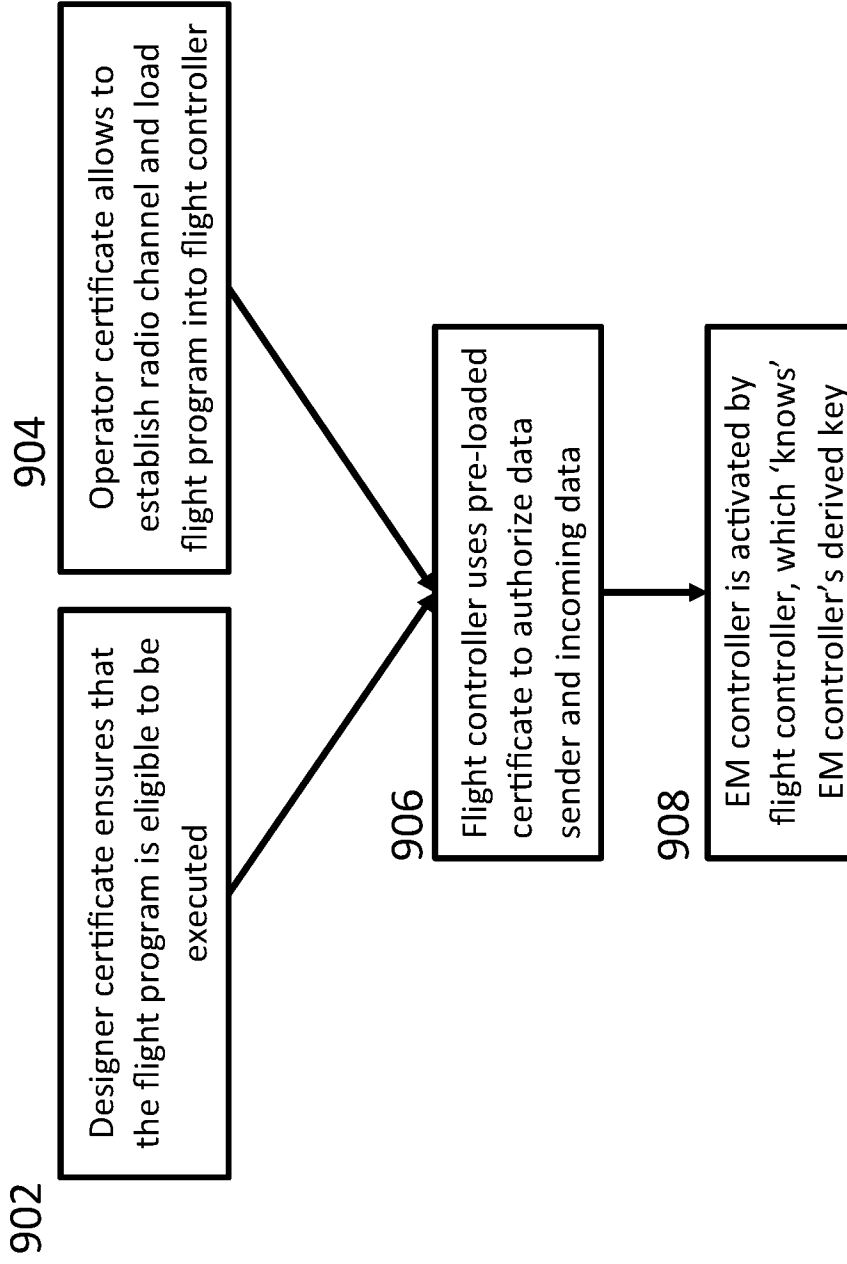 902
Designer certificate ensures that
the flight program is eligible to be
executed
904
Operator certificate allows to
establish radio channel and load
flight program into flight controller
906
Flight controller uses pre-loaded
certificate to authorize data
sender and incoming data
908
EM controller is activated by
flight controller, which ‘knows’
EM controller’s derived key